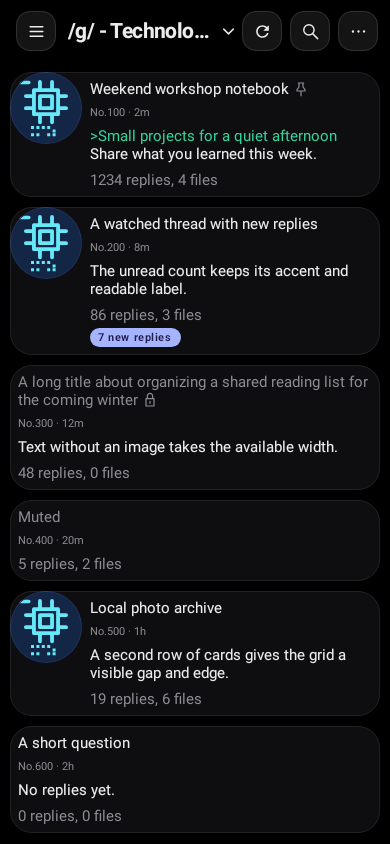 /g/ - Technolo...
Weekend workshop notebook
No.100 · 2m
>Small projects for a quiet afternoon
Share what you learned this week.
1234 replies, 4 files
A watched thread with new replies
No.200 · 8m
The unread count keeps its accent and
readable label.
86 replies, 3 files
7 new replies
A long title about organizing a shared reading list for
the coming winter
No.300 · 12m
Text without an image takes the available width.
48 replies, 0 files
Muted
No.400 · 20m
5 replies, 2 files
Local photo archive
No.500 · 1h
A second row of cards gives the grid a
visible gap and edge.
19 replies, 6 files
A short question
No.600 · 2h
No replies yet.
0 replies, 0 files